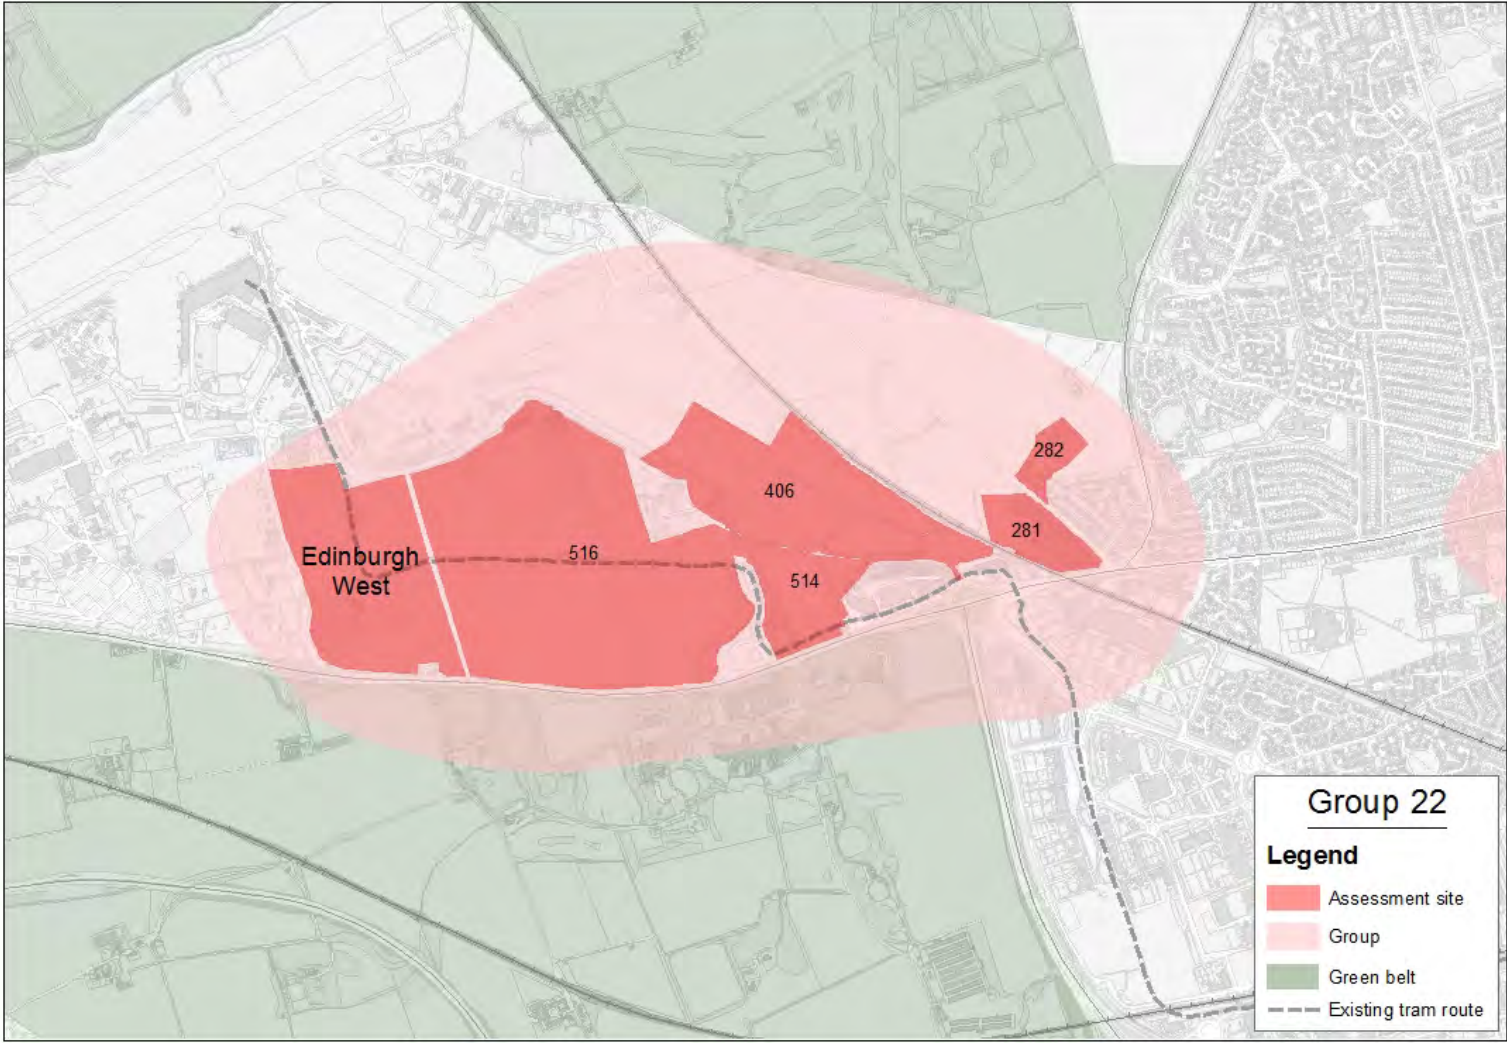 282
406
281
Edinburgh
West
516
514
Group 22
Legend
Assessment site
Group
Green belt
Existing tram route